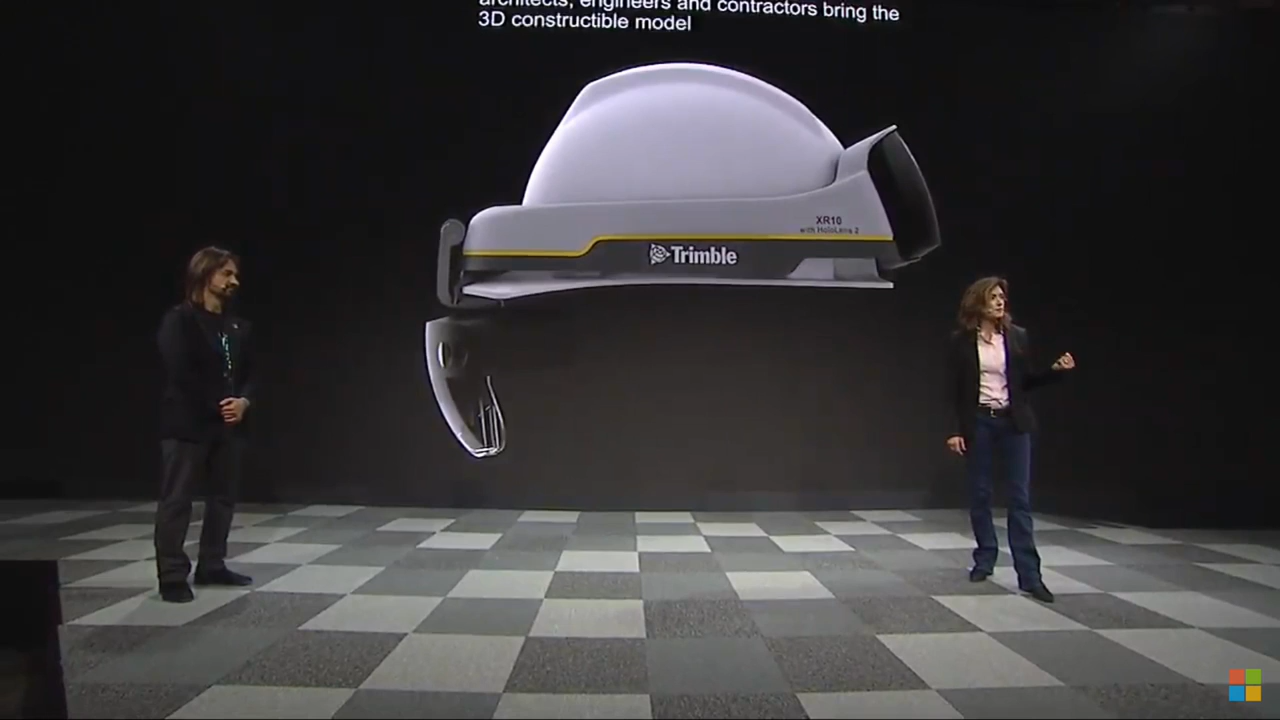 architects, engineers and contractors bring the
3D constructible model
XR10
with HoloLens 2
Trimble